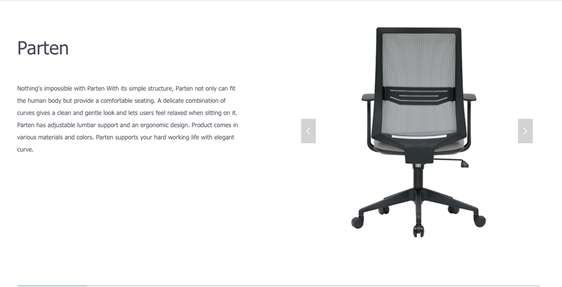 Parten
Nothing's impossible with Parten With its simple structure, Parten not only can fit
the human body but provide a comfortable seating. A delicate combination of
curves gives a clean and gentle look and lets users feel relaxed when sitting on it.
Parten has adjustable lumbar support and an ergonomic design. Product comes in
various materials and colors. Parten supports your hard working life with elegant
curve.